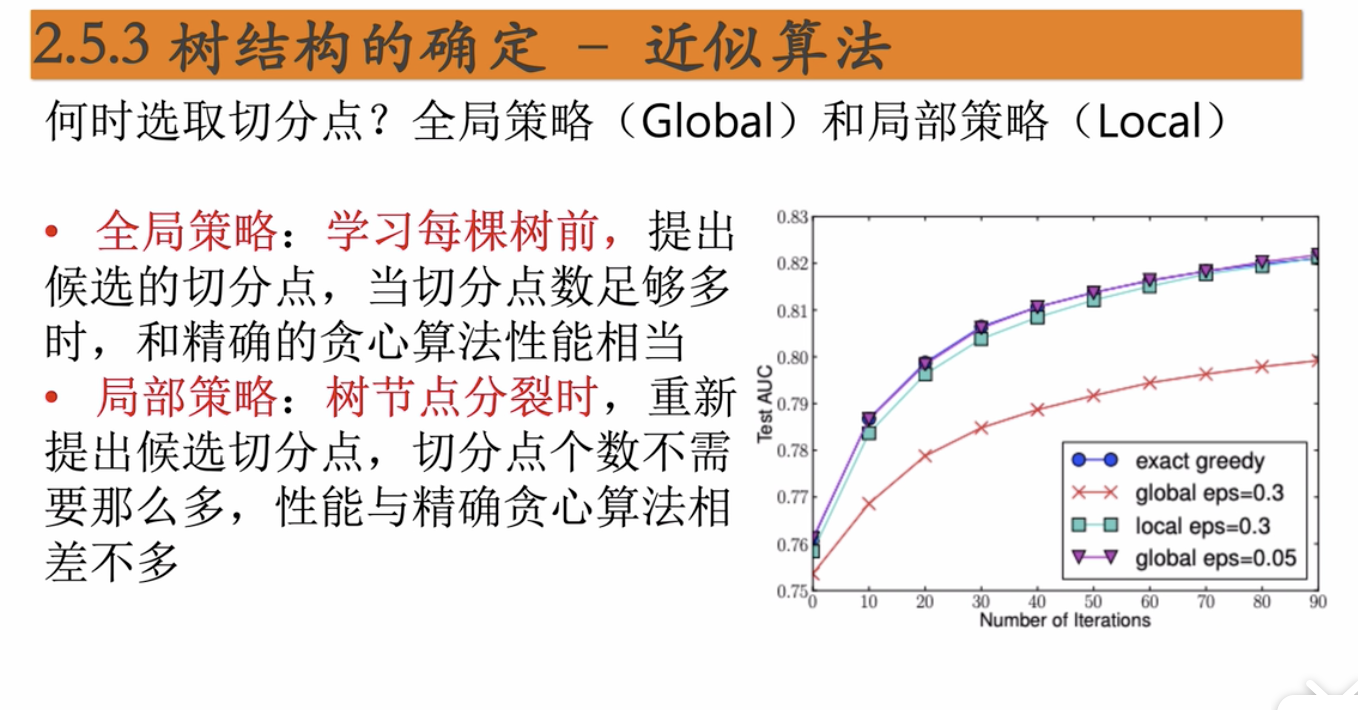 2.5.3 树结构的确定 – 近似算法
何时选取切分点？全局策略（Global）和局部策略（Local）
• 全局策略：学习每棵树前，提出
候选的切分点，当切分点数足够多
时，和精确的贪心算法性能相当
• 局部策略：树节点分裂时，重新
提出候选切分点，切分点个数不需
要那么多，性能与精确贪心算法相
差不多
0.83
0.82
0.81
0.80
0.79
0.78
0.77
0.76
0.75
Test AUC
exact greedy
global eps=0.3
local eps=0.3
global eps=0.05
0 10 20 30 40 50 60 70 80 90
Number of Iterations